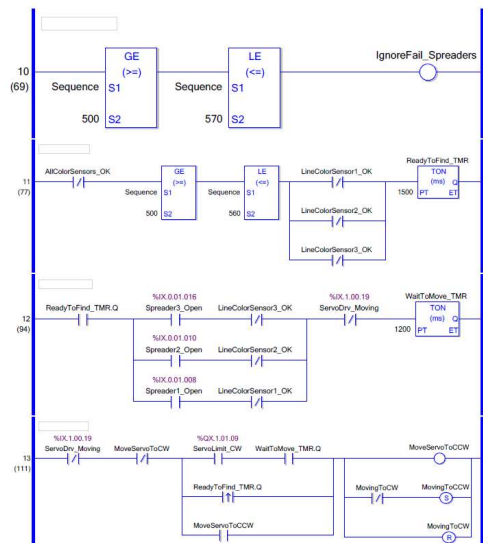 IgnoreFail_Spreaders
10
(69)
GE
(>=)
Sequence S1
500 S2
LE
(<=)
Sequence S1
570 S2
11
(77)
AllColorSensors_OK
GE
(>=)
Sequence S1
500 S2
LE
(<=)
Sequence S1
560 S2
LineColorSensor1_OK
LineColorSensor2_OK
LineColorSensor3_OK
ReadyToFind_TMR
TON
(ms) Q
1500 PT ET
12
(94)
ReadyToFind_TMR.Q
%IX.0.01.016
Spreader3_Open LineColorSensor3_OK
%IX.0.01.010
Spreader2_Open LineColorSensor2_OK
%IX.0.01.008
Spreader1_Open LineColorSensor1_OK
%IX.1.00.19
ServoDrv_Moving
WaitToMove_TMR
TON
(ms) Q
1200 PT ET
13
(111)
%IX.1.00.19
ServoDrv_Moving MoveServoToCW
%QX.1.01.09
ServoLimit_CW WaitToMove_TMR.Q
ReadyToFind_TMR.Q
MoveServoToCCW
MoveServoToCCW
MovingToCW MovingToCCW
S
MovingToCW
R